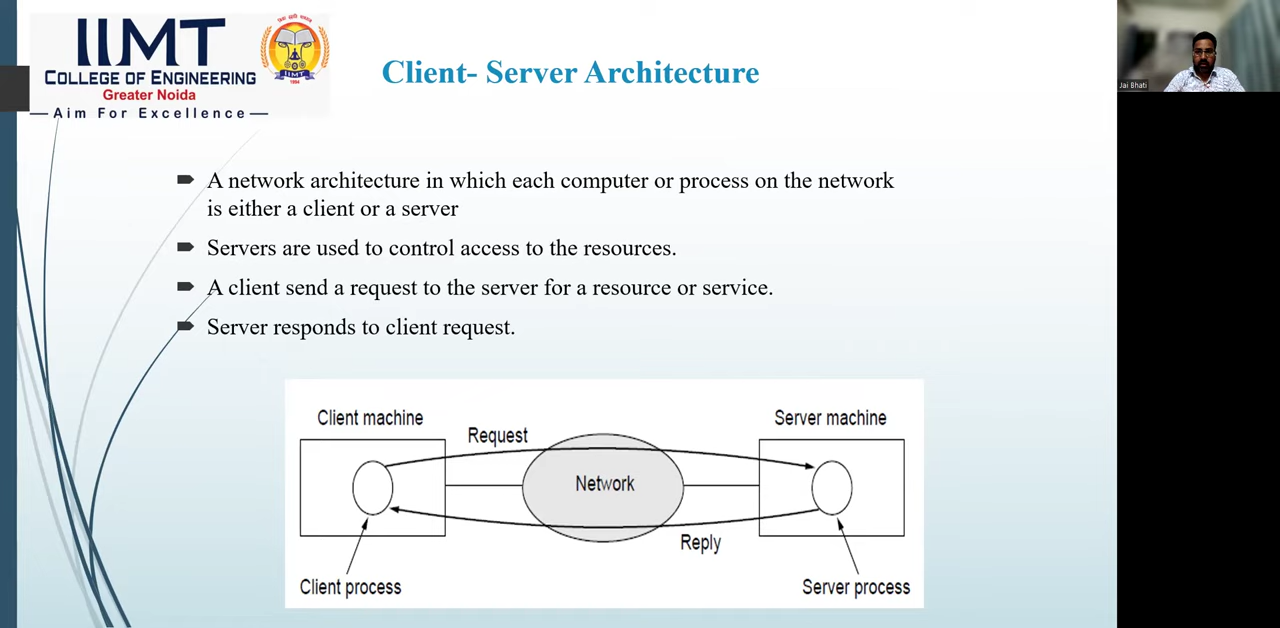 IIMT
COLLEGE OF ENGINEERING
Greater Noida
Aim For Excellence
IIMT
Client- Server Architecture
Jai Bhati
A network architecture in which each computer or process on the network
is either a client or a server
Servers are used to control access to the resources.
A client send a request to the server for a resource or service.
Server responds to client request.
Client machine
Server machine
Request
Network
Reply
Client process
Server process